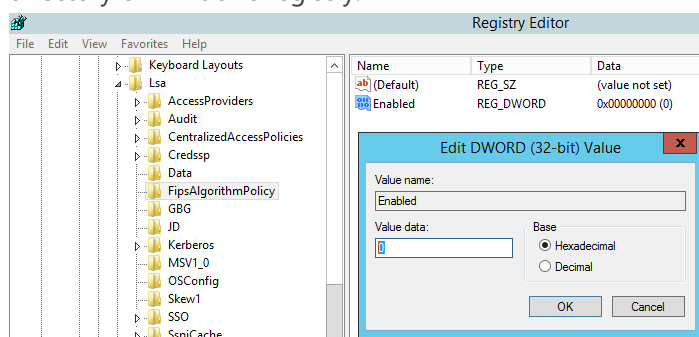 Registry Editor
File Edit View Favorites Help
Keyboard Layouts
Lsa
AccessProviders
Audit
CentralizedAccessPolicies
Credssp
Data
FipsAlgorithmPolicy
GBG
JD
Kerberos
MSV1_0
OSConfig
Skew1
SSO
SspiCache
Name Type Data
ab (Default) REG_SZ (value not set)
Enabled REG_DWORD 0x00000000 (0)
Edit DWORD (32-bit) Value x
Value name:
Enabled
Value data:
0
Base
Hexadecimal
Decimal
OK Cancel